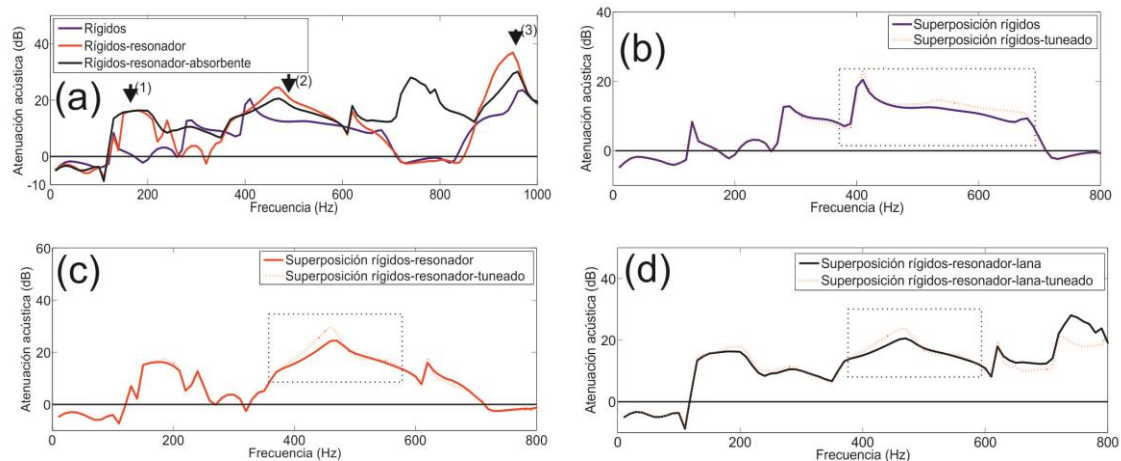 (a)
Atenuación acústica (dB)
40
20
0
-10
Rígidos
Rígidos-resonador
Rígidos-resonador-absorbente
(1)
(2)
(3)
0
200
400
600
800
1000
Frecuencia (Hz)
(b)
Atenuación acústica (dB)
40
20
0
Superposición rígidos
Superposición rígidos-tuneado
0
200
400
600
800
Frecuencia (Hz)
(c)
Atenuación acústica (dB)
60
40
20
0
Superposición rígidos-resonador
Superposición rígidos-resonador-tuneado
0
200
400
600
800
Frecuencia (Hz)
(d)
Atenuación acústica (dB)
40
20
0
Superposición rígidos-resonador-lana
Superposición rígidos-resonador-lana-tuneado
0
200
400
600
800
Frecuencia (Hz)